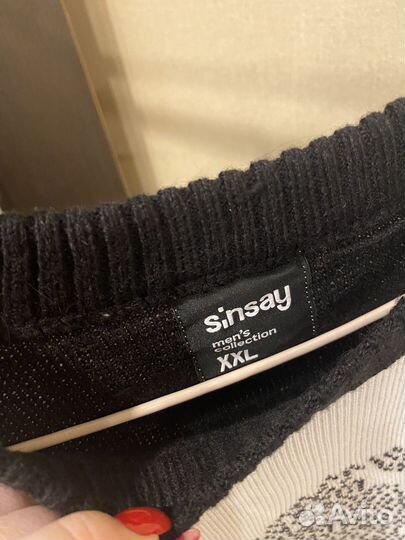 sinsay
men's
collection
XXL
Avito